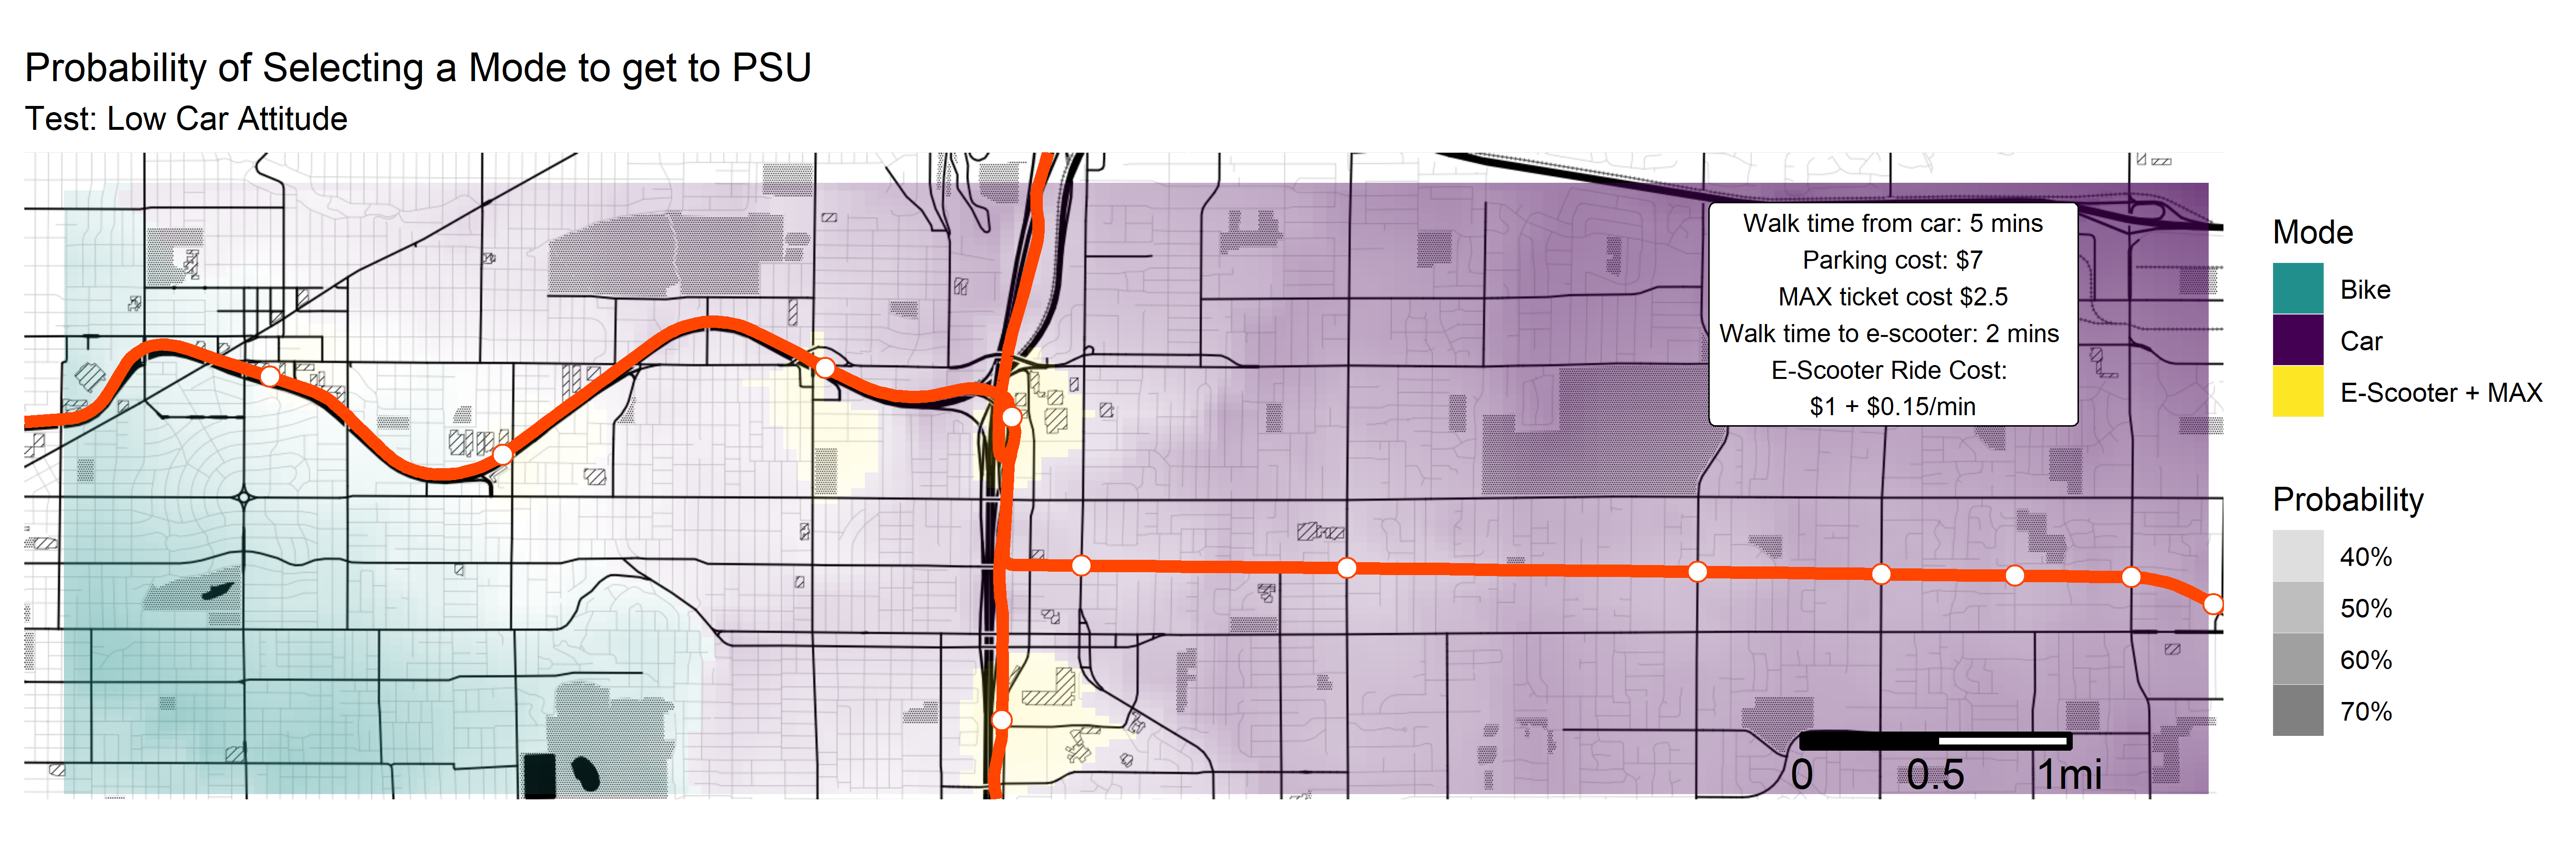 Probability of Selecting a Mode to get to PSU
Test: Low Car Attitude
Walk time from car: 5 mins
Parking cost: $7
MAX ticket cost $2.5
Walk time to e-scooter: 2 mins
E-Scooter Ride Cost:
$1 + $0.15/min
0 0.5 1mi
Mode
Bike
Car
E-Scooter + MAX
Probability
40%
50%
60%
70%